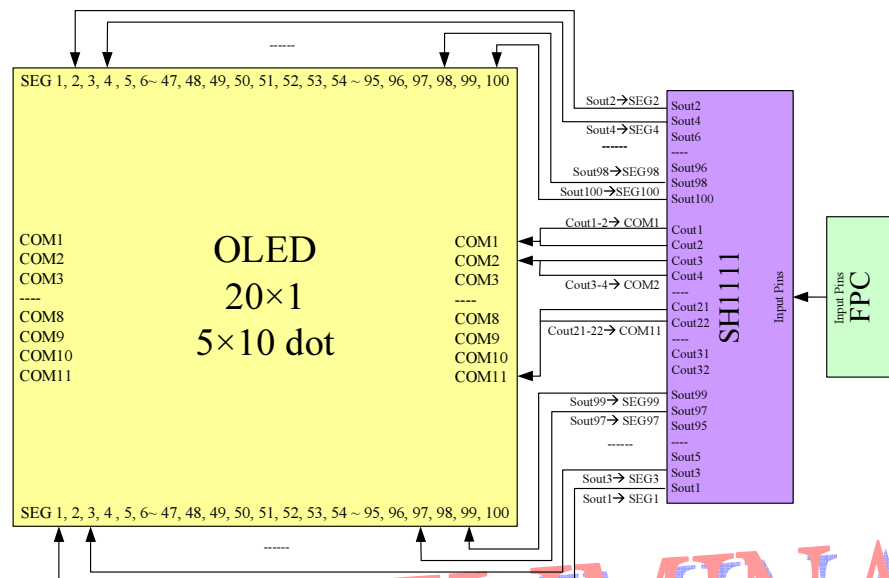 ------
SEG 1, 2, 3, 4 , 5, 6~ 47, 48, 49, 50, 51, 52, 53, 54 ~ 95, 96, 97, 98, 99, 100
COM1
COM2
COM3
----
COM8
COM9
COM10
COM11
OLED
20×1
5×10 dot
COM1
COM2
COM3
----
COM8
COM9
COM10
COM11
SEG 1, 2, 3, 4 , 5, 6~ 47, 48, 49, 50, 51, 52, 53, 54 ~ 95, 96, 97, 98, 99, 100
------
Sout2→SEG2
Sout4→SEG4
------
Sout98→SEG98
Sout100→SEG100
Cout1-2→ COM1
Cout3-4→ COM2
Cout21-22→ COM11
Sout99→ SEG99
Sout97→ SEG97
------
Sout3→ SEG3
Sout1→ SEG1
Sout2
Sout4
Sout6
----
Sout96
Sout98
Sout100
Cout1
Cout2
Cout3
Cout4
----
Cout21
Cout22
----
Cout31
Cout32
Sout99
Sout97
Sout95
----
Sout5
Sout3
Sout1
SH1111
Input Pins
Input Pins
FPC